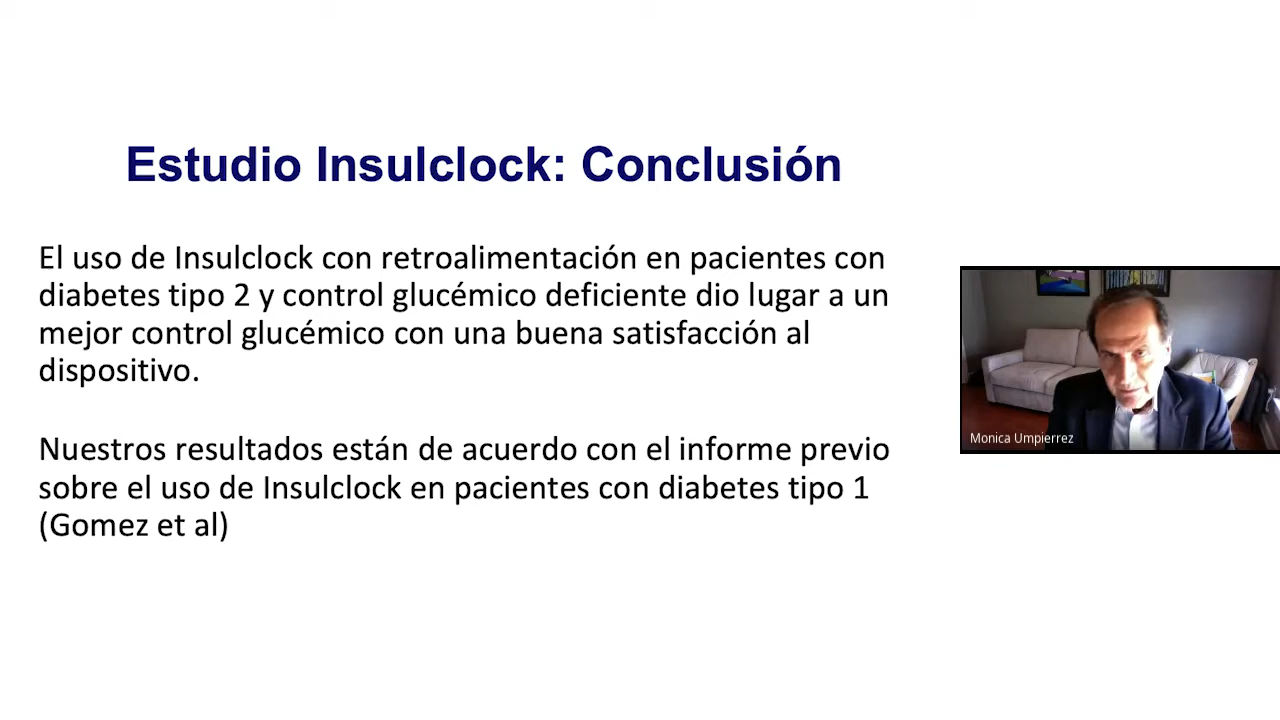 Estudio Insulclock: Conclusión
El uso de Insulclock con retroalimentación en pacientes con
diabetes tipo 2 y control glucémico deficiente dio lugar a un
mejor control glucémico con una buena satisfacción al
dispositivo.
Nuestros resultados están de acuerdo con el informe previo
sobre el uso de Insulclock en pacientes con diabetes tipo 1
(Gomez et al)
Monica Umpierrez